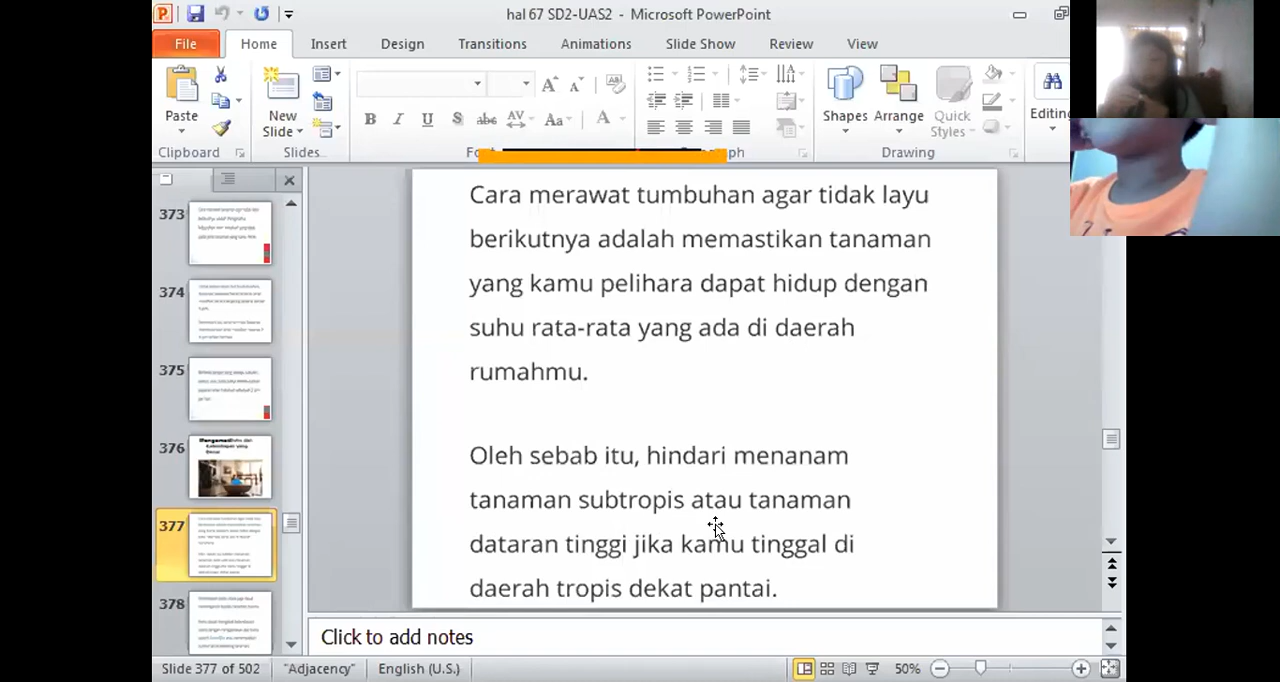 hal 67 SD2-UAS2 - Microsoft PowerPoint
File Home Insert Design Transitions Animations Slide Show Review View
Paste
New Slide
Shapes Arrange Quick Styles Editing
Clipboard Slides Drawing
Cara merawat tumbuhan agar tidak layu
berikutnya adalah memastikan tanaman
yang kamu pelihara dapat hidup dengan
suhu rata-rata yang ada di daerah
rumahmu.
Oleh sebab itu, hindari menanam
tanaman subtropis atau tanaman
dataran tinggi jika kamu tinggal di
daerah tropis dekat pantai.
373
374
375
376
377
378
Click to add notes
Slide 377 of 502 "Adjacency" English (U.S.) 50%